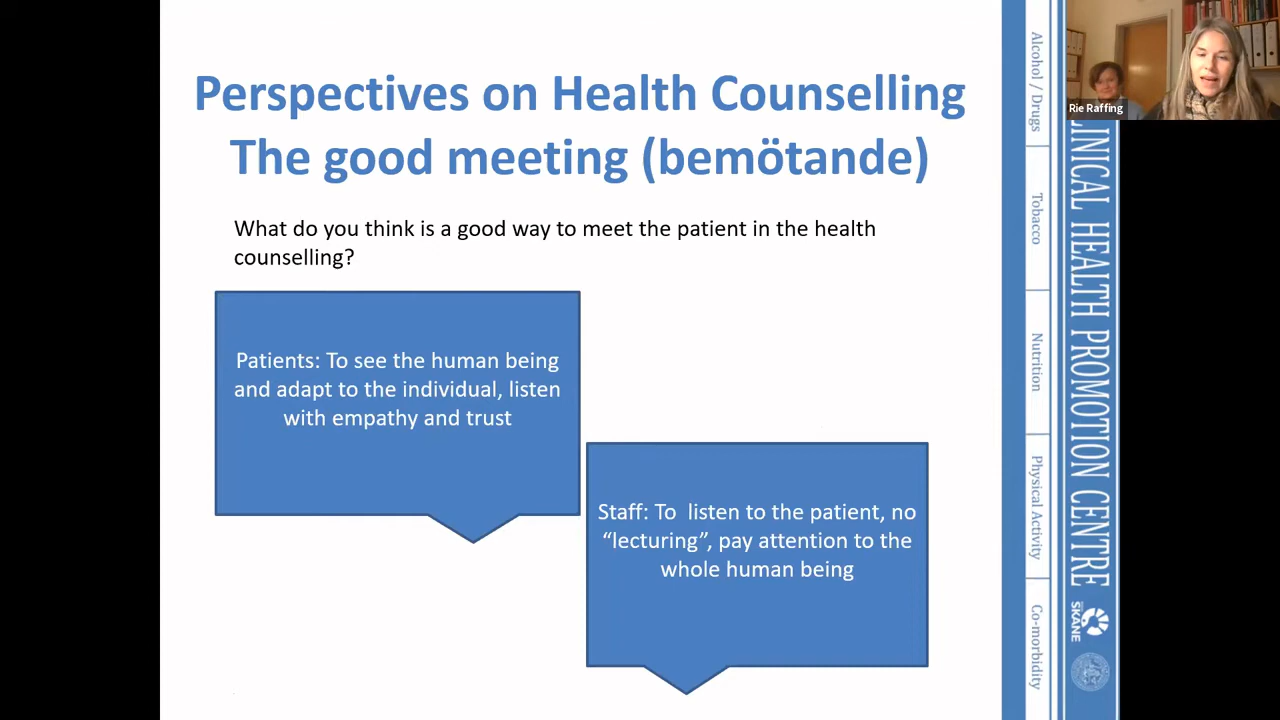 Perspectives on Health Counselling
The good meeting (bemötande)
What do you think is a good way to meet the patient in the health
counselling?
Patients: To see the human being
and adapt to the individual, listen
with empathy and trust
Staff: To  listen to the patient, no
“lecturing”, pay attention to the
whole human being
Alcohol / Drugs
Tobacco
Nutrition
Physical Activity
Co-morbidity
LINICAL HEALTH PROMOTION CENTRE
SKÅNE
Rie Raffing